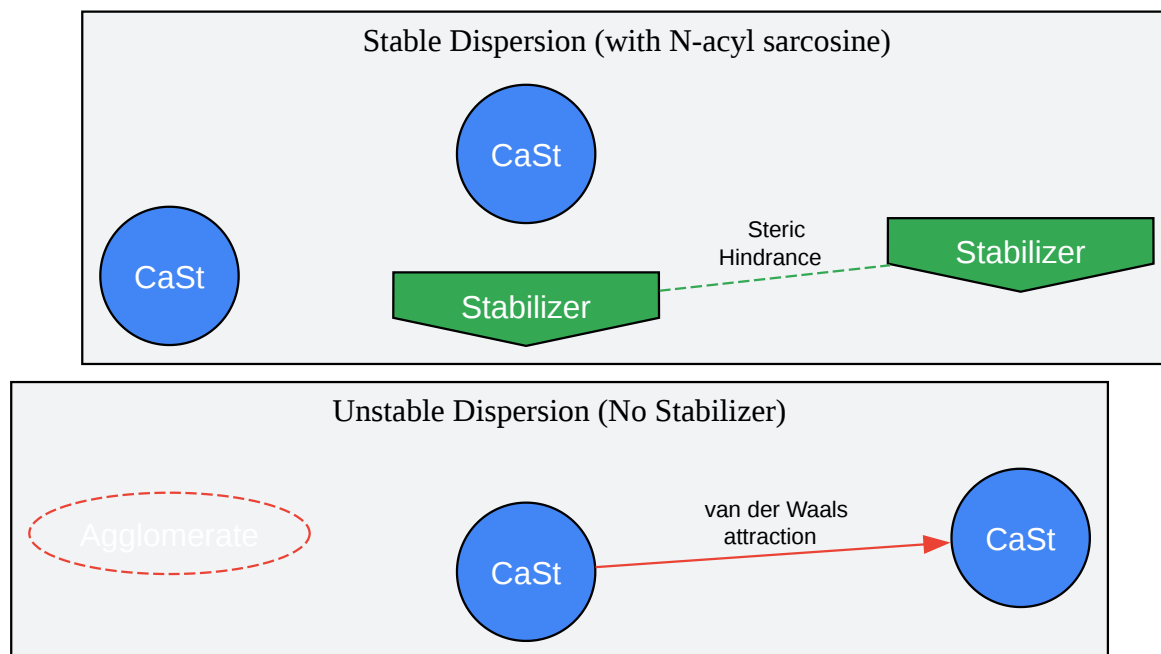 Stable Dispersion (with N-acyl sarcosine)
CaSt
CaSt
Steric
Hindrance
Stabilizer
Stabilizer
Unstable Dispersion (No Stabilizer)
Agglomerate
CaSt
van der Waals
attraction
CaSt